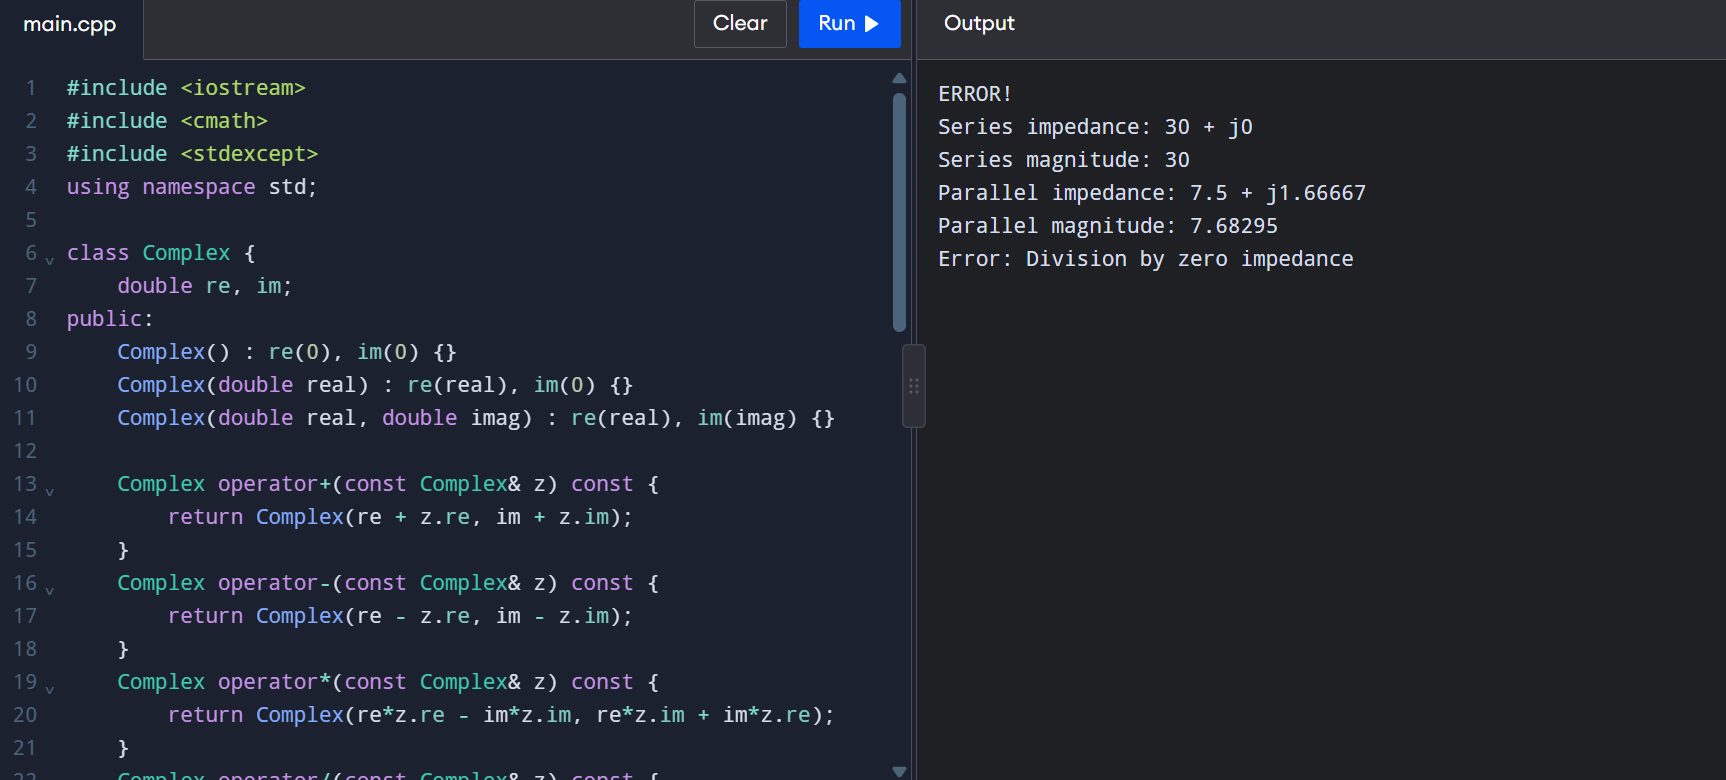 main.cpp
Clear
Run
Output
1 #include <iostream>
2 #include <cmath>
3 #include <stdexcept>
4 using namespace std;
5
6 class Complex {
7     double re, im;
8 public:
9     Complex() : re(0), im(0) {}
10     Complex(double real) : re(real), im(0) {}
11     Complex(double real, double imag) : re(real), im(imag) {}
12
13     Complex operator+(const Complex& z) const {
14         return Complex(re + z.re, im + z.im);
15     }
16     Complex operator-(const Complex& z) const {
17         return Complex(re - z.re, im - z.im);
18     }
19     Complex operator*(const Complex& z) const {
20         return Complex(re*z.re - im*z.im, re*z.im + im*z.re);
21     }
22     Complex operator/(const Complex& z) const {
ERROR!
Series impedance: 30 + j0
Series magnitude: 30
Parallel impedance: 7.5 + j1.66667
Parallel magnitude: 7.68295
Error: Division by zero impedance